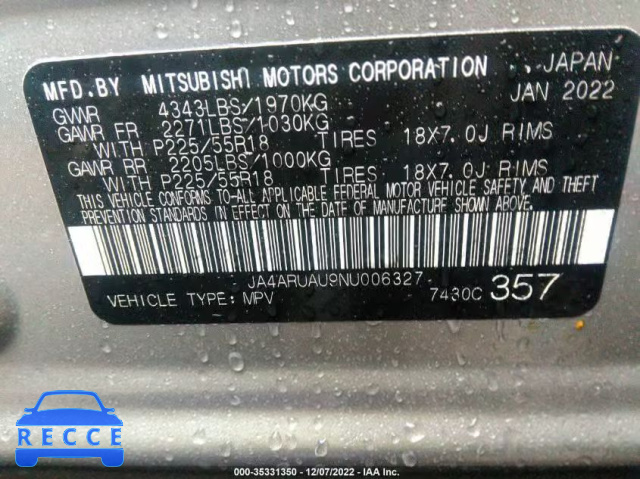 MFD. BY MITSUBISHI MOTORS CORPORATION JAPAN
GVWR 4343LBS/1970KG JAN 2022
GAWR FR 2271LBS/1030KG
WITH P225/55R18 TIRES 18X7.0J RIMS
GAWR RR 2205LBS/1000KG
WITH P225/55R18 TIRES 18X7.0J RIMS
THIS VEHICLE CONFORMS TO-ALL APPLICABLE FEDERAL MOTOR VEHICLE SAFETY AND THEFT
PREVENTION STANDARDS IN EFFECT ON THE DATE OF MANUFACTURE SHOWN ABOVE.
JA4ARUAU9NU006327
VEHICLE TYPE: MPV 7430C 357
RECCE
000-35331350 - 12/07/2022 - IAA Inc.